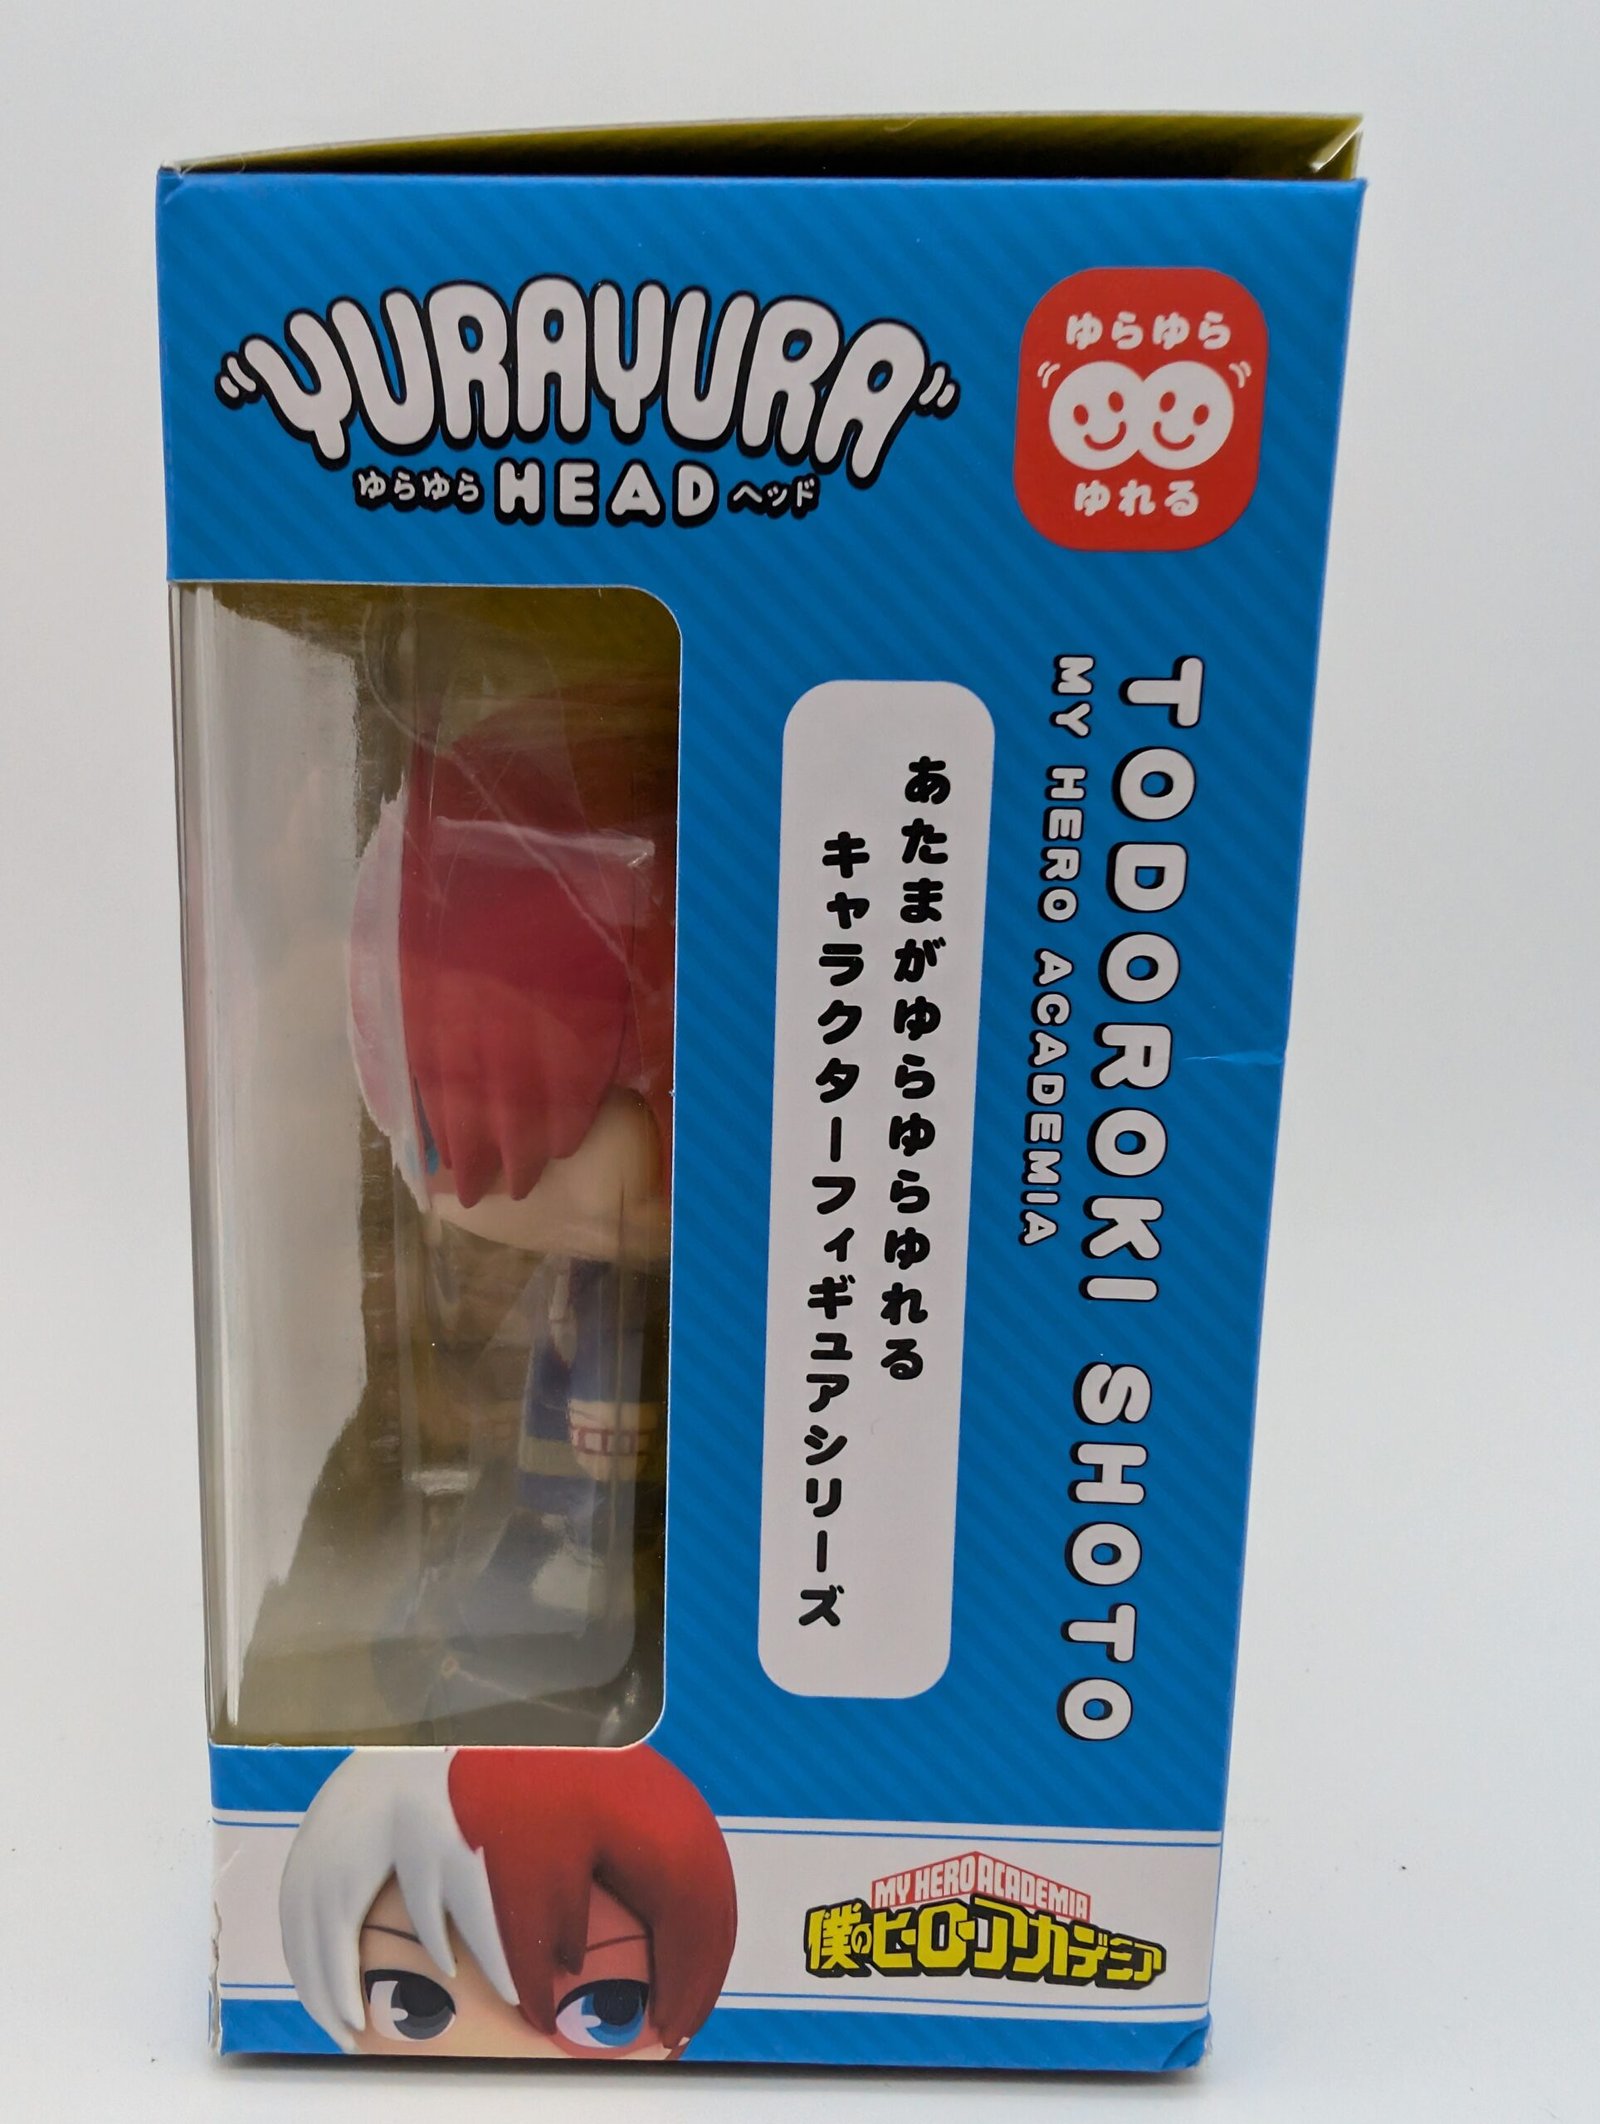 YURAYURA
ゆらゆら HEAD ヘッド
ゆらゆら
ゆれる
TODOROKI SHOTO
MY HERO ACADEMIA
あたまがゆらゆらゆれる
キャラクターフィギュアシリーズ
MY HERO ACADEMIA
僕のヒーローアカデミア